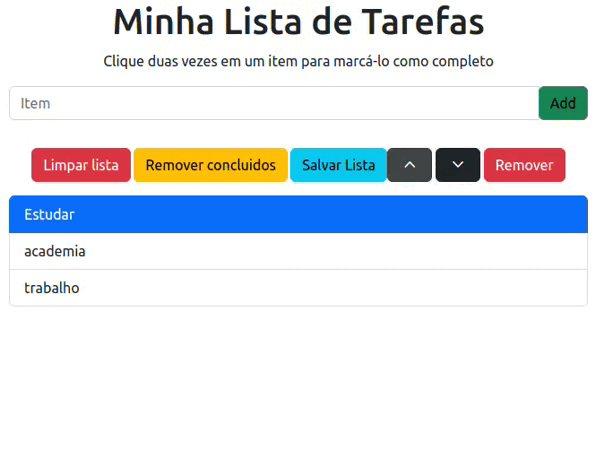 Minha Lista de Tarefas
Clique duas vezes em um item para marcá-lo como completo
Item Add
Limpar lista Remover concluidos Salvar Lista Remover
Estudar
academia
trabalho